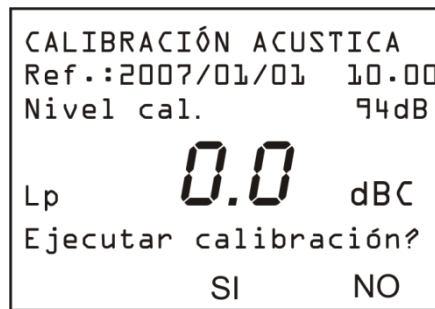 CALIBRACIÓN ACUSTICA
Ref.:2007/01/01 10.00
Nivel cal. 94dB
Lp 0.0 dBC
Ejecutar calibración?
SI NO